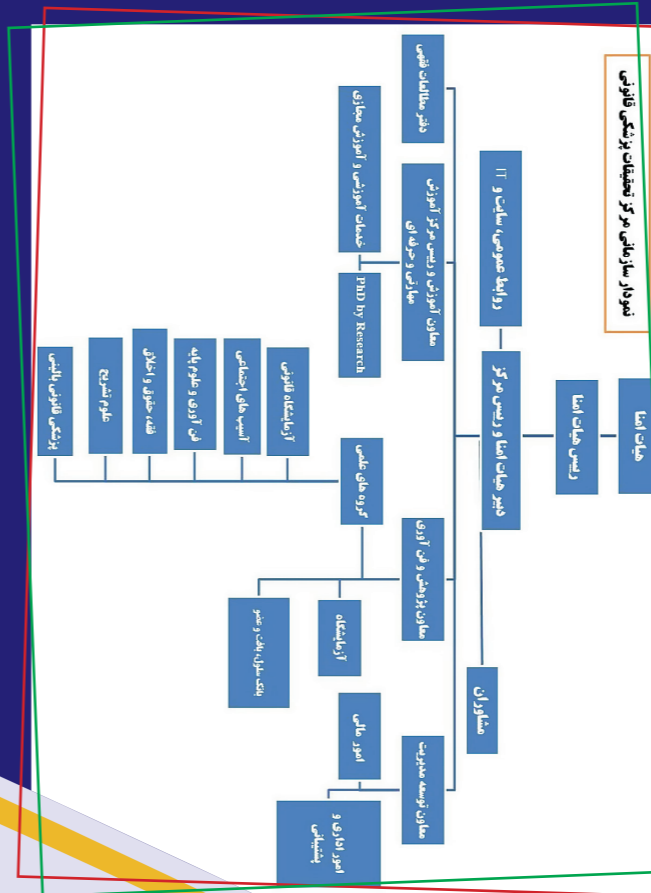 نمودار سازمانی مرکز تحقیقات پزشکی قانونی
هیات امنا
رییس هیات امنا
دبیر هیات امنا و رییس مرکز
روابط عمومی، سایت و IT
مشاوران
دفتر مطالعات فقهی
معاون آموزش و رییس مرکز آموزش
مهارتی و حرفه ای
معاون پژوهش و فن آوری
معاون توسعه مدیریت
خدمات آموزشی و آموزش مجازی
PhD by Research
گروه های علمی
آزمایشگاه
بانک سلول، بافت و عضو
امور مالی
امور اداری و
پشتیبانی
آزمایشگاه قانونی
آسیب های اجتماعی
فن آوری و علوم پایه
فقه، حقوق و اخلاق
علوم تشریح
پزشکی قانونی بالینی